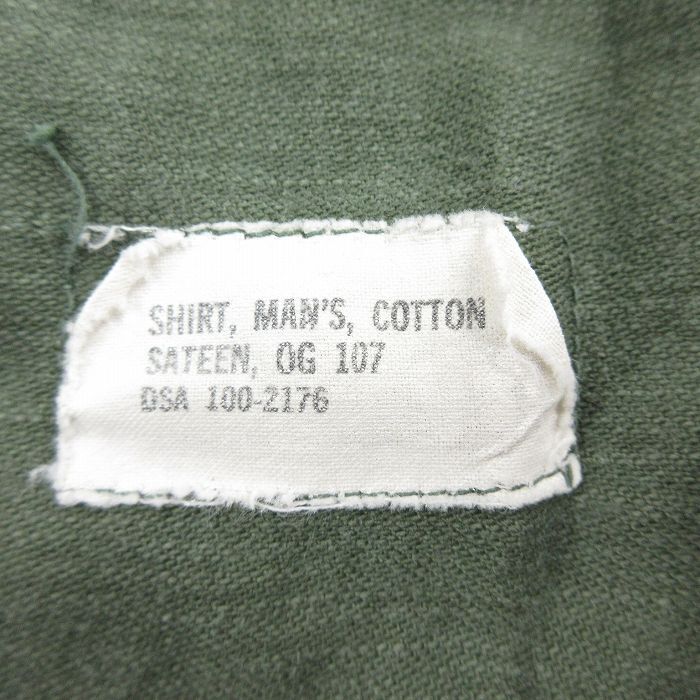 SHIRT, MAN'S, COTTON
SATEEN, OG 107
DSA 100-2176